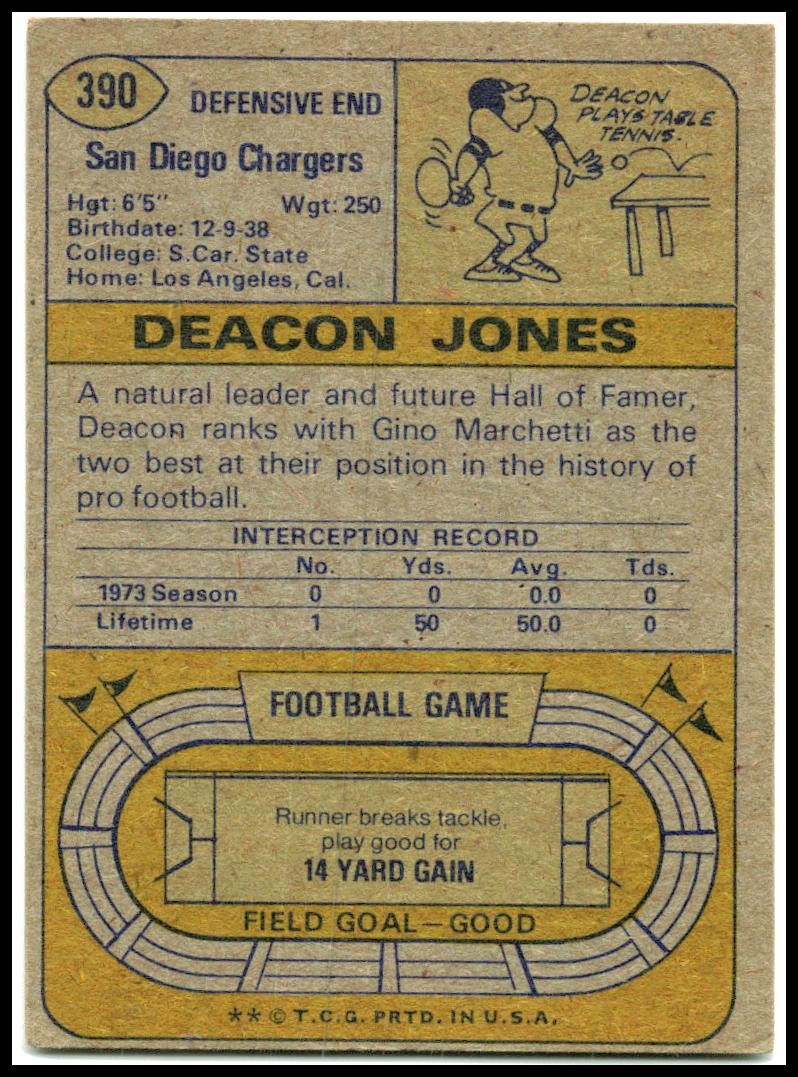 390
DEFENSIVE END
San Diego Chargers
Hgt: 6'5" Wgt: 250
Birthdate: 12-9-38
College: S.Car. State
Home: Los Angeles, Cal.
DEACON
PLAYS TABLE
TENNIS.
DEACON JONES
A natural leader and future Hall of Famer,
Deacon ranks with Gino Marchetti as the
two best at their position in the history of
pro football.
INTERCEPTION RECORD
No. Yds. Avg. Tds.
1973 Season 0 0 0.0 0
Lifetime 1 50 50.0 0
FOOTBALL GAME
Runner breaks tackle,
play good for
14 YARD GAIN
FIELD GOAL—GOOD
** © T.C.G. PRTD. IN U.S.A.